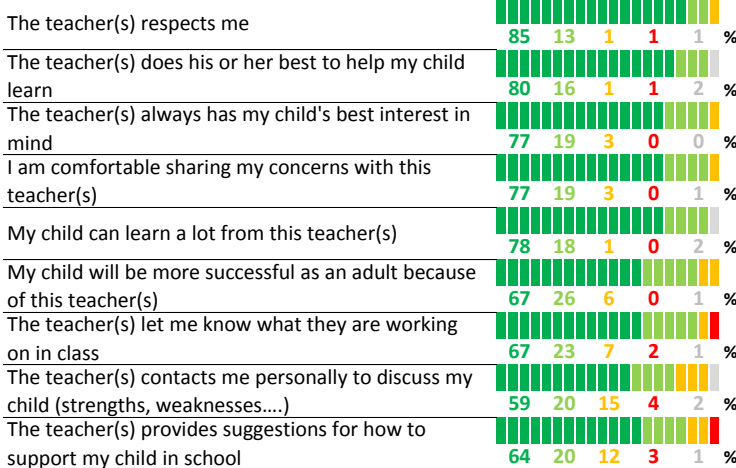 The teacher(s) respects me
85 13 1 1 1 %
The teacher(s) does his or her best to help my child
learn
80 16 1 1 2 %
The teacher(s) always has my child's best interest in
mind
77 19 3 0 0 %
I am comfortable sharing my concerns with this
teacher(s)
77 19 3 0 1 %
My child can learn a lot from this teacher(s)
78 18 1 0 2 %
My child will be more successful as an adult because
of this teacher(s)
67 26 6 0 1 %
The teacher(s) let me know what they are working
on in class
67 23 7 2 1 %
The teacher(s) contacts me personally to discuss my
child (strengths, weaknesses....)
59 20 15 4 2 %
The teacher(s) provides suggestions for how to
support my child in school
64 20 12 3 1 %